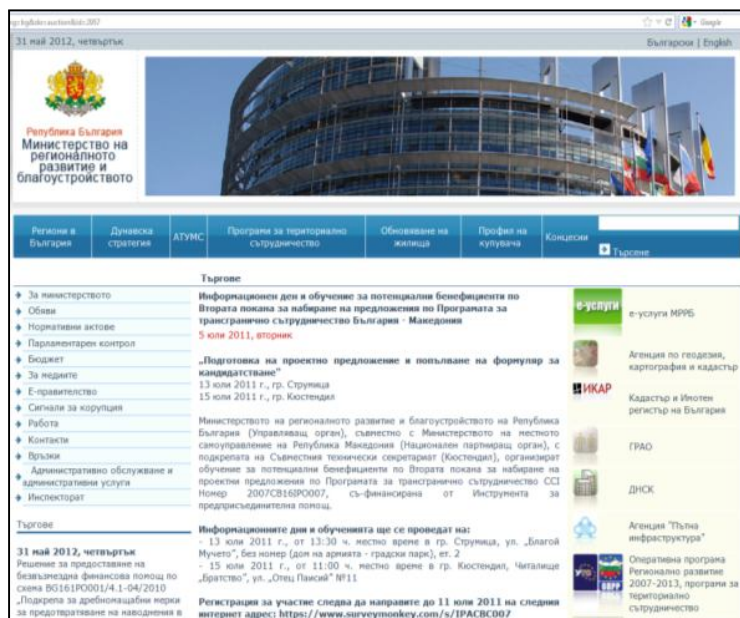 31 май 2012, четвъртък
Български | English
Република България
Министерство на
регионалното
развитие и
благоустройството
Региони в
България
Дунавска
стратегия
АТУМС
Програми за териториално
сътрудничество
Обновяване на
жилища
Профил на
купувача
Концесии
Търсене
Търгове
За министерството
Обяви
Нормативни актове
Парламентарен контрол
Бюджет
За медиите
Е-правителство
Сигнали за корупция
Работа
Контакти
Връзки
Административно обслужване и
административни услуги
Инспекторат
Търгове
31 май 2012, четвъртък
Решение за предоставяне на
безвъзмездна финансова помощ по
схема BG161PO001/4.1-04/2010
„Подкрепа за дребномащабни мерки
за предотвратяване на наводнения в
Информационен ден и обучение за потенциални бенефициенти по
Втората покана за набиране на предложения по Програмата за
трансгранично сътрудничество България - Македония
5 юли 2011, вторник
„Подготовка на проектно предложение и попълване на формуляр за
кандидатстване"
13 юли 2011 г., гр. Струмица
15 юли 2011 г., гр. Кюстендил
Министерството на регионалното развитие и благоустройството на Република
България (Управляващ орган), съвместно с Министерството на местното
самоуправление на Република Македония (Национален партниращ орган), с
подкрепата на Съвместния технически секретариат (Кюстендил), организират
обучение за потенциални бенефициенти по Втората покана за набиране на
проектни предложения по Програмата за трансгранично сътрудничество CCI
Номер 2007CB16IPO007, съ-финансирана от Инструмента за
предприсъединителна помощ.
Информационните дни и обученията ще се проведат на:
- 13 юли 2011 г., от 13:30 ч. местно време в гр. Струмица, ул. „Благой
Мучето", без номер (дом на армията - градски парк), ет. 2
- 15 юли 2011 г., от 11:00 ч. местно време в гр. Кюстендил, Читалище
„Братство", ул. „Отец Паисий" №11
Регистрация за участие следва да направите до 11 юли 2011 на следния
интернет адрес: https://www.surveymonkey.com/s/IPACBC007
е-услуги
е-услуги МРРБ
Агенция по геодезия,
картография и кадастър
ИКАР
Кадастър и Имотен
регистър на България
ГРАО
ДНСК
Агенция "Пътна
инфраструктура"
ОПРР
Оперативна програма
Регионално развитие
2007-2013, програми за
териториално
сътрудничество